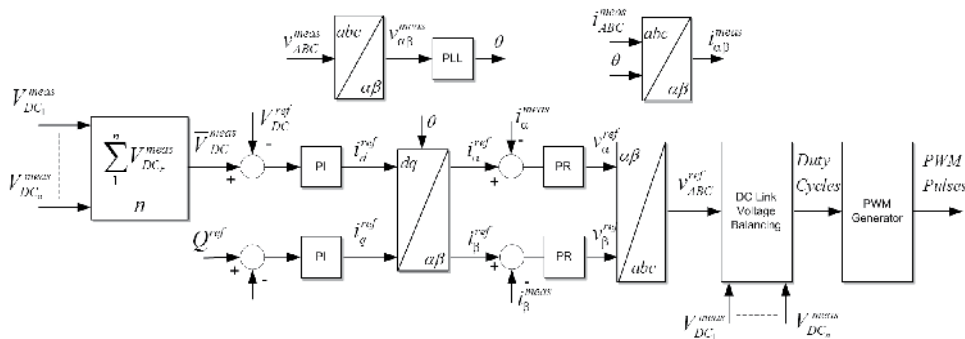 v_ABC^meas
abc
αβ
v_αβ^meas
PLL
θ
i_ABC^meas
θ
abc
αβ
i_αβ^meas
V_DC₁^meas
V_DCₙ^meas
∑ 1 n V_DCᵣ^meas
n
V̅_DC^meas
V_DC^ref
-
+
PI
i_d^ref
θ
dq
αβ
i_α^ref
i_α^meas
-
+
PR
v_α^ref
αβ
abc
v_ABC^ref
DC Link
Voltage
Balancing
Duty
Cycles
PWM
Generator
PWM
Pulses
Q^ref
+
-
PI
i_q^ref
i_β^ref
+
-
i_β^meas
PR
v_β^ref
V_DC₁^meas
V_DCₙ^meas